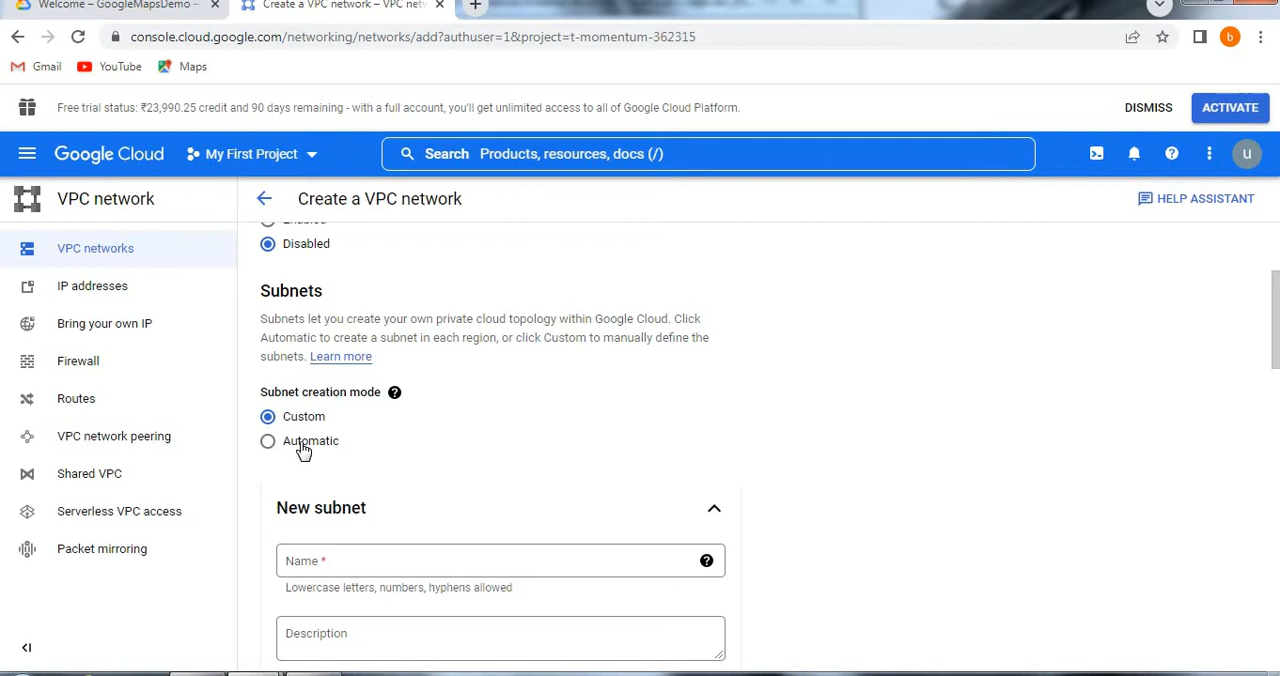 Welcome – GoogleMapsDemo –
Create a VPC network – VPC netv
console.cloud.google.com/networking/networks/add?authuser=1&project=t-momentum-362315
b
Gmail
YouTube
Maps
Free trial status: ₹23,990.25 credit and 90 days remaining - with a full account, you'll get unlimited access to all of Google Cloud Platform.
DISMISS
ACTIVATE
Google Cloud
My First Project
Search Products, resources, docs (/)
u
VPC network
Create a VPC network
HELP ASSISTANT
VPC networks
IP addresses
Bring your own IP
Firewall
Routes
VPC network peering
Shared VPC
Serverless VPC access
Packet mirroring
Enabled
Disabled
Subnets
Subnets let you create your own private cloud topology within Google Cloud. Click
Automatic to create a subnet in each region, or click Custom to manually define the
subnets. Learn more
Subnet creation mode
Custom
Automatic
New subnet
Name *
Lowercase letters, numbers, hyphens allowed
Description